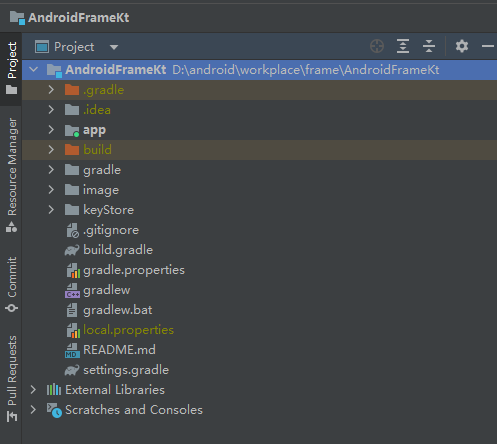 AndroidFrameKt
Project
Project
AndroidFrameKt D:\android\workplace\frame\AndroidFrameKt
.gradle
.idea
app
build
gradle
image
keyStore
.gitignore
build.gradle
gradle.properties
C++ gradlew
gradlew.bat
local.properties
MD README.md
settings.gradle
External Libraries
Scratches and Consoles
Resource Manager
Commit
Pull Requests